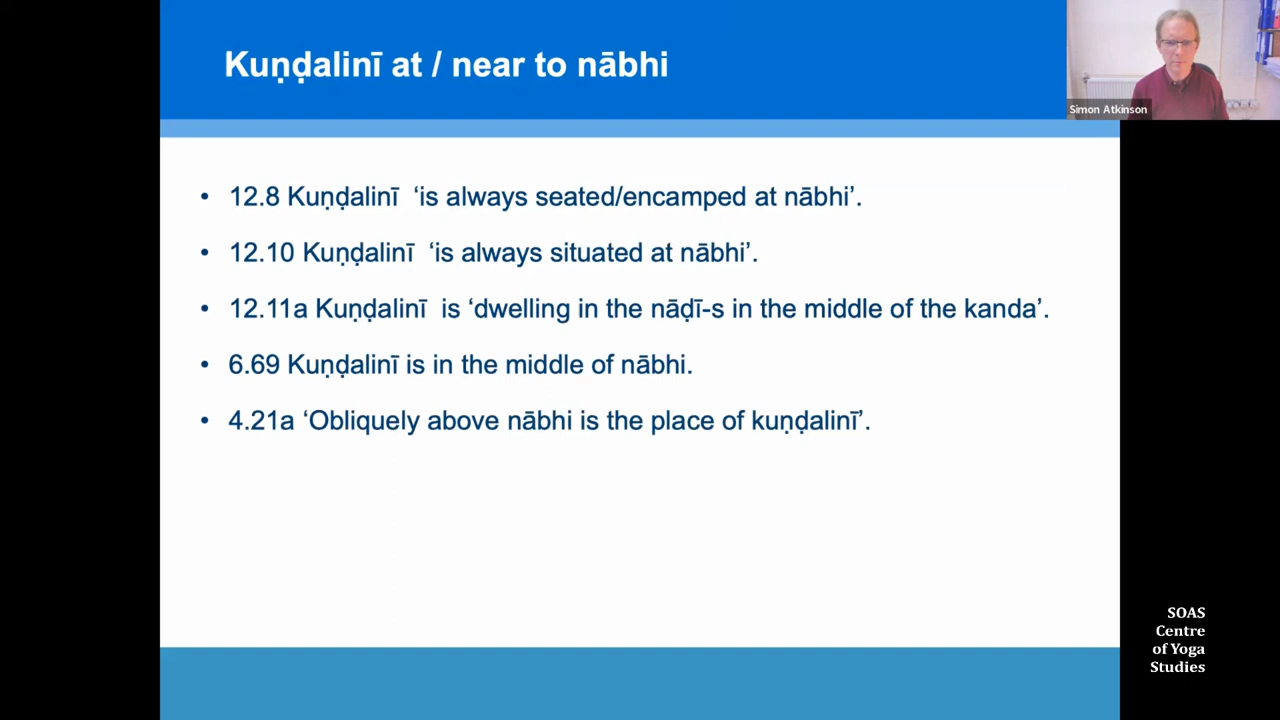 Kuṇḍalinī at / near to nābhi
Simon Atkinson
• 12.8 Kuṇḍalinī ‘is always seated/encamped at nābhi’.
• 12.10 Kuṇḍalinī ‘is always situated at nābhi’.
• 12.11a Kuṇḍalinī is ‘dwelling in the nāḍī-s in the middle of the kanda’.
• 6.69 Kuṇḍalinī is in the middle of nābhi.
• 4.21a ‘Obliquely above nābhi is the place of kuṇḍalinī’.
SOAS
Centre
of Yoga
Studies